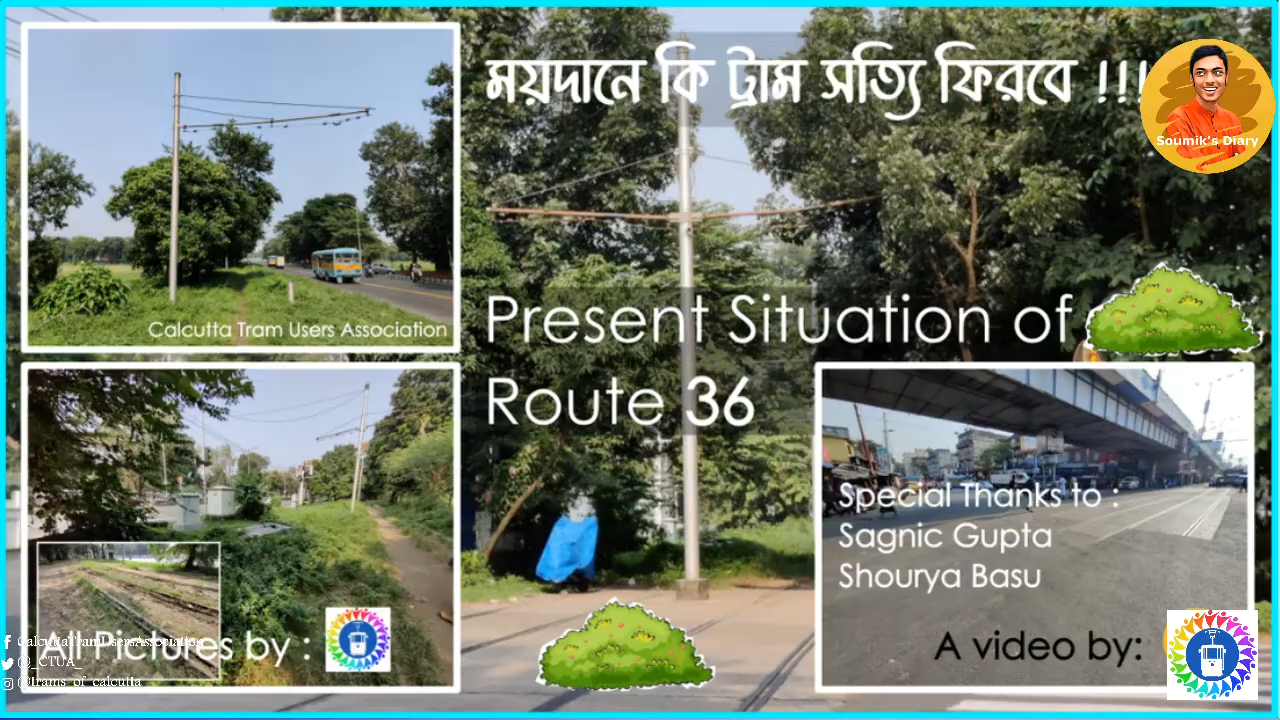 ময়দানে কি ট্রাম সত্যি ফিরবে !!!
Soumik's Diary
Calcutta Tram Users Association
Present Situation of
Route 36
Special Thanks to :
Sagnic Gupta
Shourya Basu
All Pictures by :
A video by:
CalcuttaTramUsersAssociation
@_CTUA_
@trams_of_calcutta